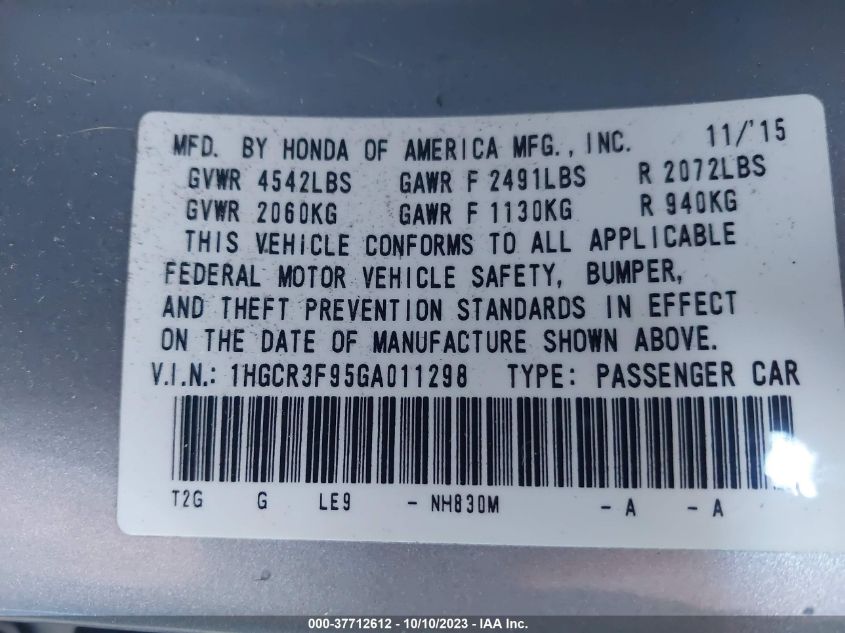 MFD. BY HONDA OF AMERICA MFG., INC. 11/'15
GVWR 4542LBS GAWR F 2491LBS R 2072LBS
GVWR 2060KG GAWR F 1130KG R 940KG
THIS VEHICLE CONFORMS TO ALL APPLICABLE
FEDERAL MOTOR VEHICLE SAFETY, BUMPER,
AND THEFT PREVENTION STANDARDS IN EFFECT
ON THE DATE OF MANUFACTURE SHOWN ABOVE.
V.I.N.: 1HGCR3F95GA011298 TYPE: PASSENGER CAR
T2G G LE9 - NH830M - A - A
000-37712612 - 10/10/2023 - IAA Inc.